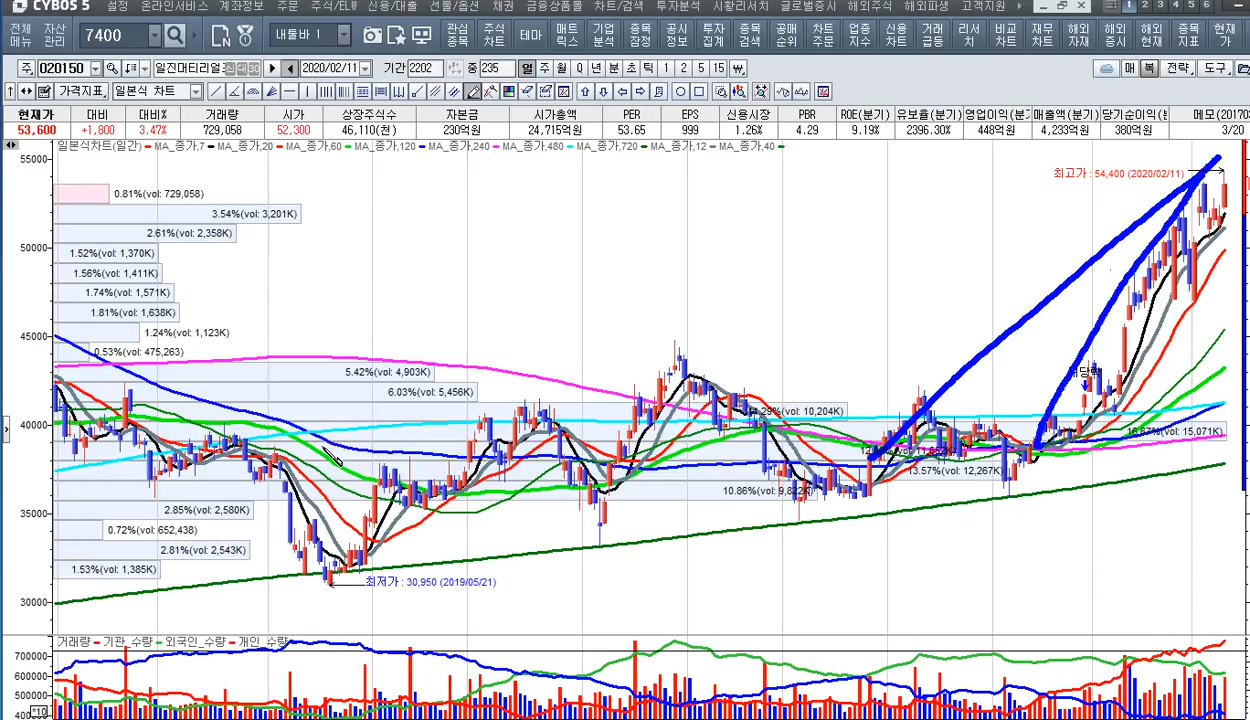 CYBOS 5 설정 온라인서비스 계좌정보 주문 주식/ELW 신용/대출 선물/옵션 채권 금융상품몰 차트/검색 투자분석 시황리서치 글로벌증시 해외주식 해외파생 고객지원 1 2 3 4 5 6
전체메뉴 자산관리 7400 내툴바 1 관심종목 주식차트 테마 매트릭스 기업분석 종목잠정 공시정보 투자집계 종목검색 공매순위 차트주문 업종지수 신용차트 거래급등 리서치 비교차트 재무차트 해외자재 해외증시 해외현재 종목지표 현재가
주 020150 일진머티리얼 2020/02/11 기간 2202 중 235 일 주 월 Q 년 분 초 틱 1 2 3 5 15 매 복 전략 도구
가격지표 일본식 차트
현재가 대비 대비% 거래량 시가 상장주식수 자본금 시가총액 PER EPS 신용시장 PBR ROE(분기) 유보율(분기) 영업이익(분기 매출액(분기) 당기순이익( 메모(2017
53,600 +1,800 3.47% 729,058 52,300 46,110(천) 230억원 24,715억원 53.65 999 1.26% 4.29 9.19% 2396.30% 448억원 4,233억원 380억원 3/20
일본식차트(일간) MA_종가,7 MA_종가,20 MA_종가,60 MA_종가,120 MA_종가,240 MA_종가,480 MA_종가,720 MA_종가,12 MA_종가,40
55000
최고가 : 54,400 (2020/02/11)
0.81%(vol: 729,058)
3.54%(vol: 3,201K)
2.61%(vol: 2,358K)
50000
1.52%(vol: 1,370K)
1.56%(vol: 1,411K)
1.74%(vol: 1,571K)
1.81%(vol: 1,638K)
1.24%(vol: 1,123K)
45000
0.53%(vol: 475,263)
5.42%(vol: 4,903K)
6.03%(vol: 5,456K)
10,204K)
40000
15,071K)
13.57%(vol: 12,267K)
10.86%(vol: 9,822K)
2.85%(vol: 2,580K)
35000
0.72%(vol: 652,438)
2.81%(vol: 2,543K)
1.53%(vol: 1,385K)
최저가 : 30,950 (2019/05/21)
30000
거래량 기관_수량 외국인_수량 개인_수량
700000
600000
500000
400000
*10